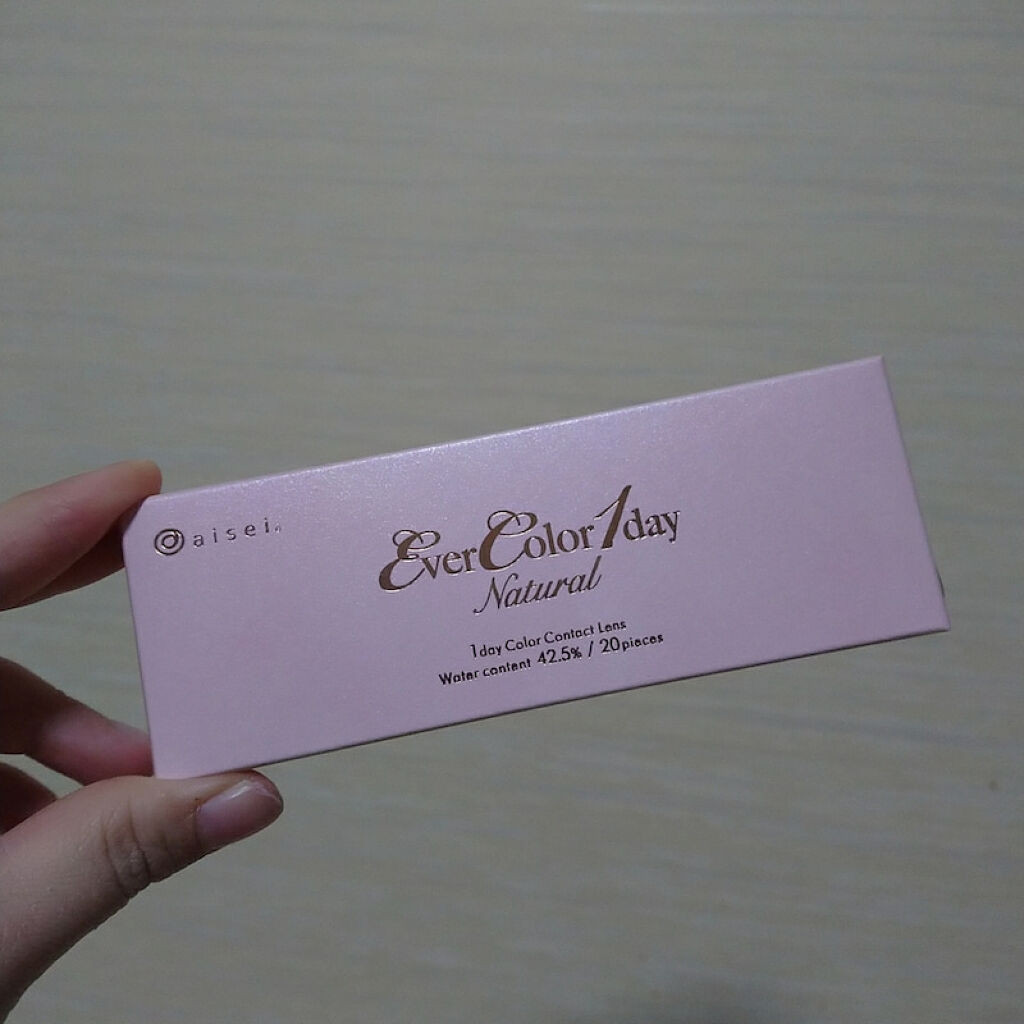 aisei
EverColor1day
Natural
1day Color Contact Lens
Water content 42.5% / 20pieces